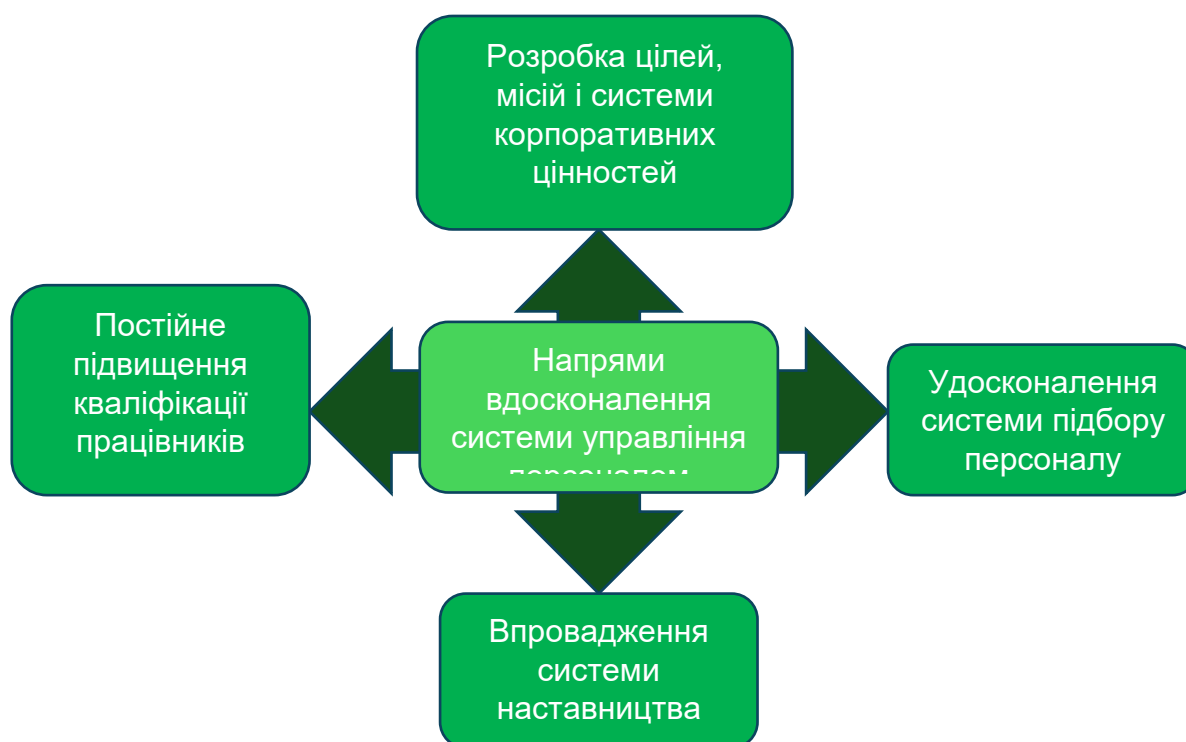 Розробка цілей,
місій і системи
корпоративних
цінностей
Постійне
підвищення
кваліфікації
працівників
Напрями
вдосконалення
системи управління
персоналом
Удосконалення
системи підбору
персоналу
Впровадження
системи
наставництва